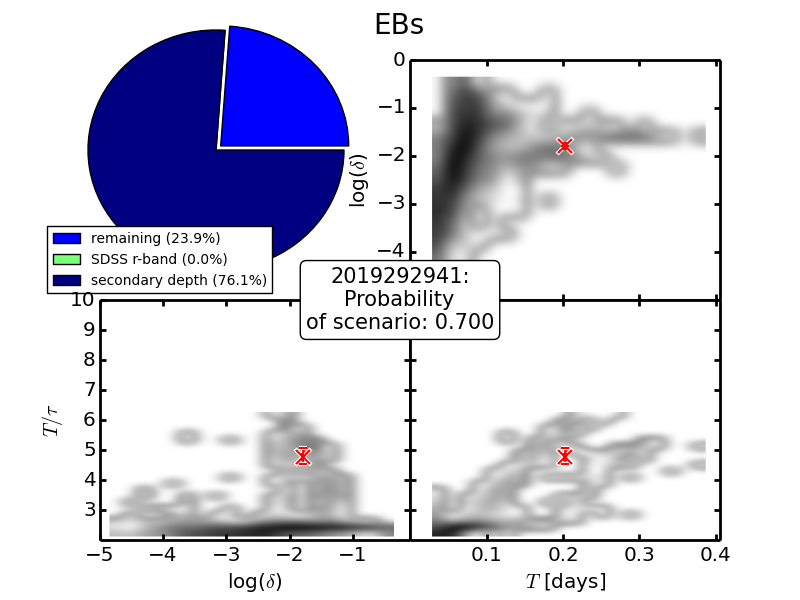 EBs
0
−1
−2
−3
−4
log(δ)
remaining (23.9%)
SDSS r-band (0.0%)
secondary depth (76.1%)
2019292941:
Probability
of scenario: 0.700
10
9
8
7
6
5
4
3
T/τ
−5 −4 −3 −2 −1
0.1 0.2 0.3 0.4
log(δ)
T [days]